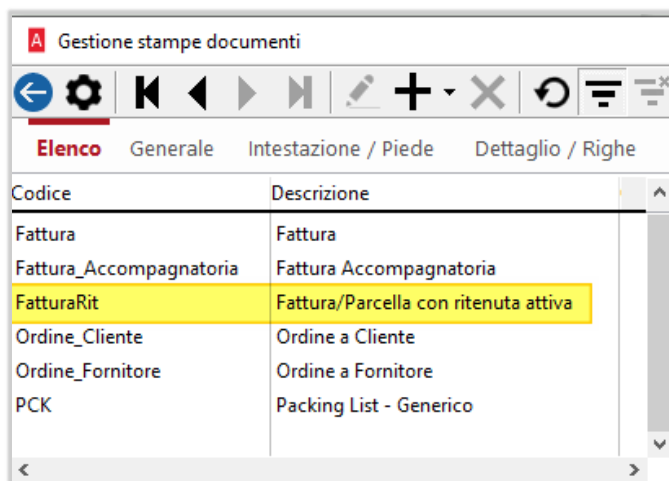 A Gestione stampe documenti
Elenco Generale Intestazione / Piede Dettaglio / Righe
Codice Descrizione
Fattura Fattura
Fattura_Accompagnatoria Fattura Accompagnatoria
FatturaRit Fattura/Parcella con ritenuta attiva
Ordine_Cliente Ordine a Cliente
Ordine_Fornitore Ordine a Fornitore
PCK Packing List - Generico